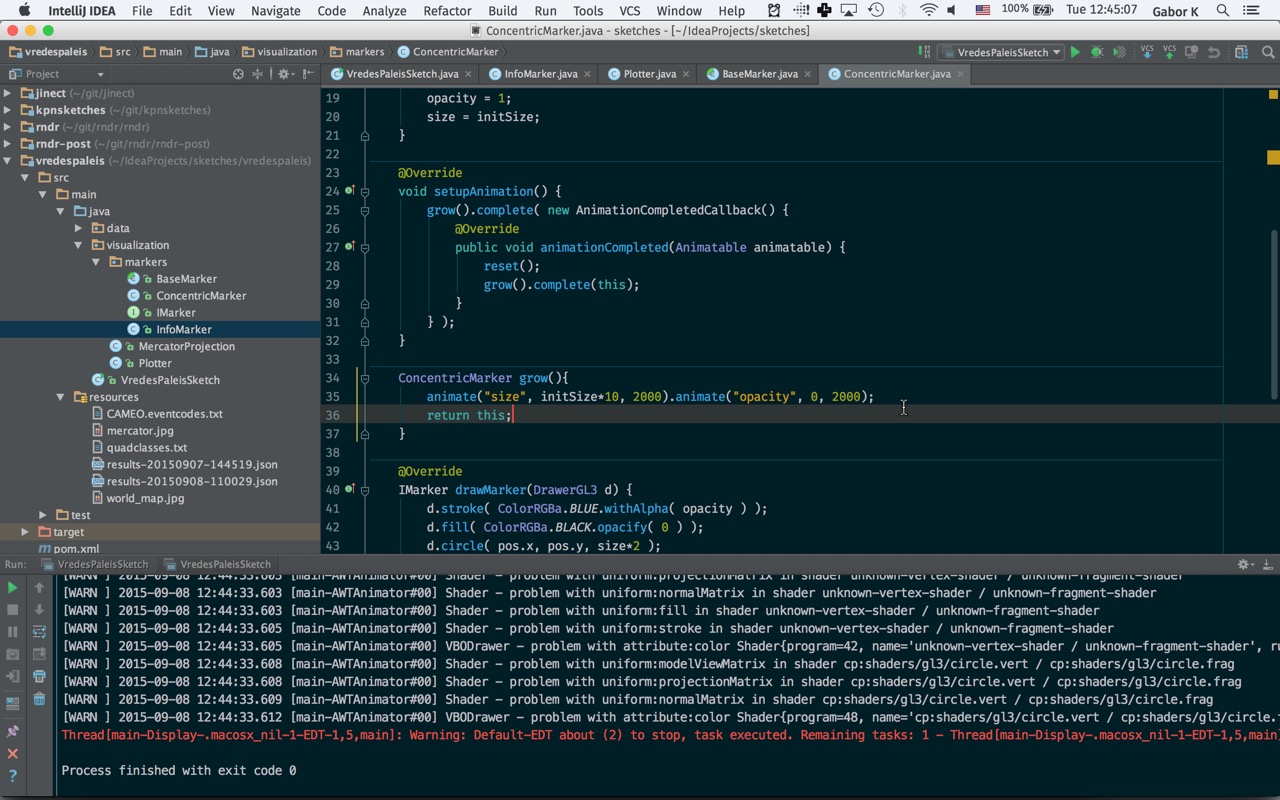 IntelliJ IDEA File Edit View Navigate Code Analyze Refactor Build Run Tools VCS Window Help 100% Tue 12:45:07 Gabor K
ConcentricMarker.java - sketches - [~/IdeaProjects/sketches]
vredespaleis src main java visualization markers ConcentricMarker VredesPaleisSketch VCS VCS
Project VredesPaleisSketch.java InfoMarker.java Plotter.java BaseMarker.java ConcentricMarker.java
jinect (~/git/jinect)
kpnsketches (~/git/kpnsketches)
rndr (~/git/rndr/rndr)
rndr-post (~/git/rndr/rndr-post)
vredespaleis (~/IdeaProjects/sketches/vredespaleis)
src
main
java
data
visualization
markers
BaseMarker
ConcentricMarker
IMarker
InfoMarker
MercatorProjection
Plotter
VredesPaleisSketch
resources
CAMEO.eventcodes.txt
mercator.jpg
quadclasses.txt
results-20150907-144519.json
results-20150908-110029.json
world_map.jpg
test
target
pom.xml
19 opacity = 1;
20 size = initSize;
21 }
22
23 @Override
24 void setupAnimation() {
25 grow().complete( new AnimationCompletedCallback() {
26 @Override
27 public void animationCompleted(Animatable animatable) {
28 reset();
29 grow().complete(this);
30 }
31 } );
32 }
33
34 ConcentricMarker grow(){
35 animate("size", initSize*10, 2000).animate("opacity", 0, 2000);
36 return this;
37 }
38
39 @Override
40 IMarker drawMarker(DrawerGL3 d) {
41 d.stroke( ColorRGBa.BLUE.withAlpha( opacity ) );
42 d.fill( ColorRGBa.BLACK.opacify( 0 ) );
43 d.circle( pos.x, pos.y, size*2 );
Run: VredesPaleisSketch VredesPaleisSketch
[WARN ] 2015-09-08 12:44:33.603 [main-AWTAnimator#00] Shader - problem with uniform:projectionMatrix in shader unknown-vertex-shader / unknown-fragment-shader
[WARN ] 2015-09-08 12:44:33.603 [main-AWTAnimator#00] Shader - problem with uniform:normalMatrix in shader unknown-vertex-shader / unknown-fragment-shader
[WARN ] 2015-09-08 12:44:33.603 [main-AWTAnimator#00] Shader - problem with uniform:fill in shader unknown-vertex-shader / unknown-fragment-shader
[WARN ] 2015-09-08 12:44:33.605 [main-AWTAnimator#00] Shader - problem with uniform:stroke in shader unknown-vertex-shader / unknown-fragment-shader
[WARN ] 2015-09-08 12:44:33.605 [main-AWTAnimator#00] VBODrawer - problem with attribute:color Shader{program=42, name='unknown-vertex-shader / unknown-fragment-shader', ru
[WARN ] 2015-09-08 12:44:33.608 [main-AWTAnimator#00] Shader - problem with uniform:modelViewMatrix in shader cp:shaders/gl3/circle.vert / cp:shaders/gl3/circle.frag
[WARN ] 2015-09-08 12:44:33.608 [main-AWTAnimator#00] Shader - problem with uniform:projectionMatrix in shader cp:shaders/gl3/circle.vert / cp:shaders/gl3/circle.frag
[WARN ] 2015-09-08 12:44:33.609 [main-AWTAnimator#00] Shader - problem with uniform:normalMatrix in shader cp:shaders/gl3/circle.vert / cp:shaders/gl3/circle.frag
[WARN ] 2015-09-08 12:44:33.612 [main-AWTAnimator#00] VBODrawer - problem with attribute:color Shader{program=48, name='cp:shaders/gl3/circle.vert / cp:shaders/gl3/circle.
Thread[main-Display-.macosx_nil-1-EDT-1,5,main]: Warning: Default-EDT about (2) to stop, task executed. Remaining tasks: 1 - Thread[main-Display-.macosx_nil-1-EDT-1,5,main]
Process finished with exit code 0